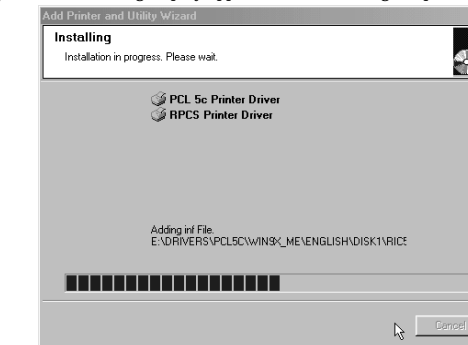 Add Printer and Utility Wizard
Installing
Installation in progress. Please wait.
PCL 5c Printer Driver
RPCS Printer Driver
Adding inf File.
E:\DRIVERS\PCL5C\WIN9X_ME\ENGLISH\DISK1\RIC5
Cancel